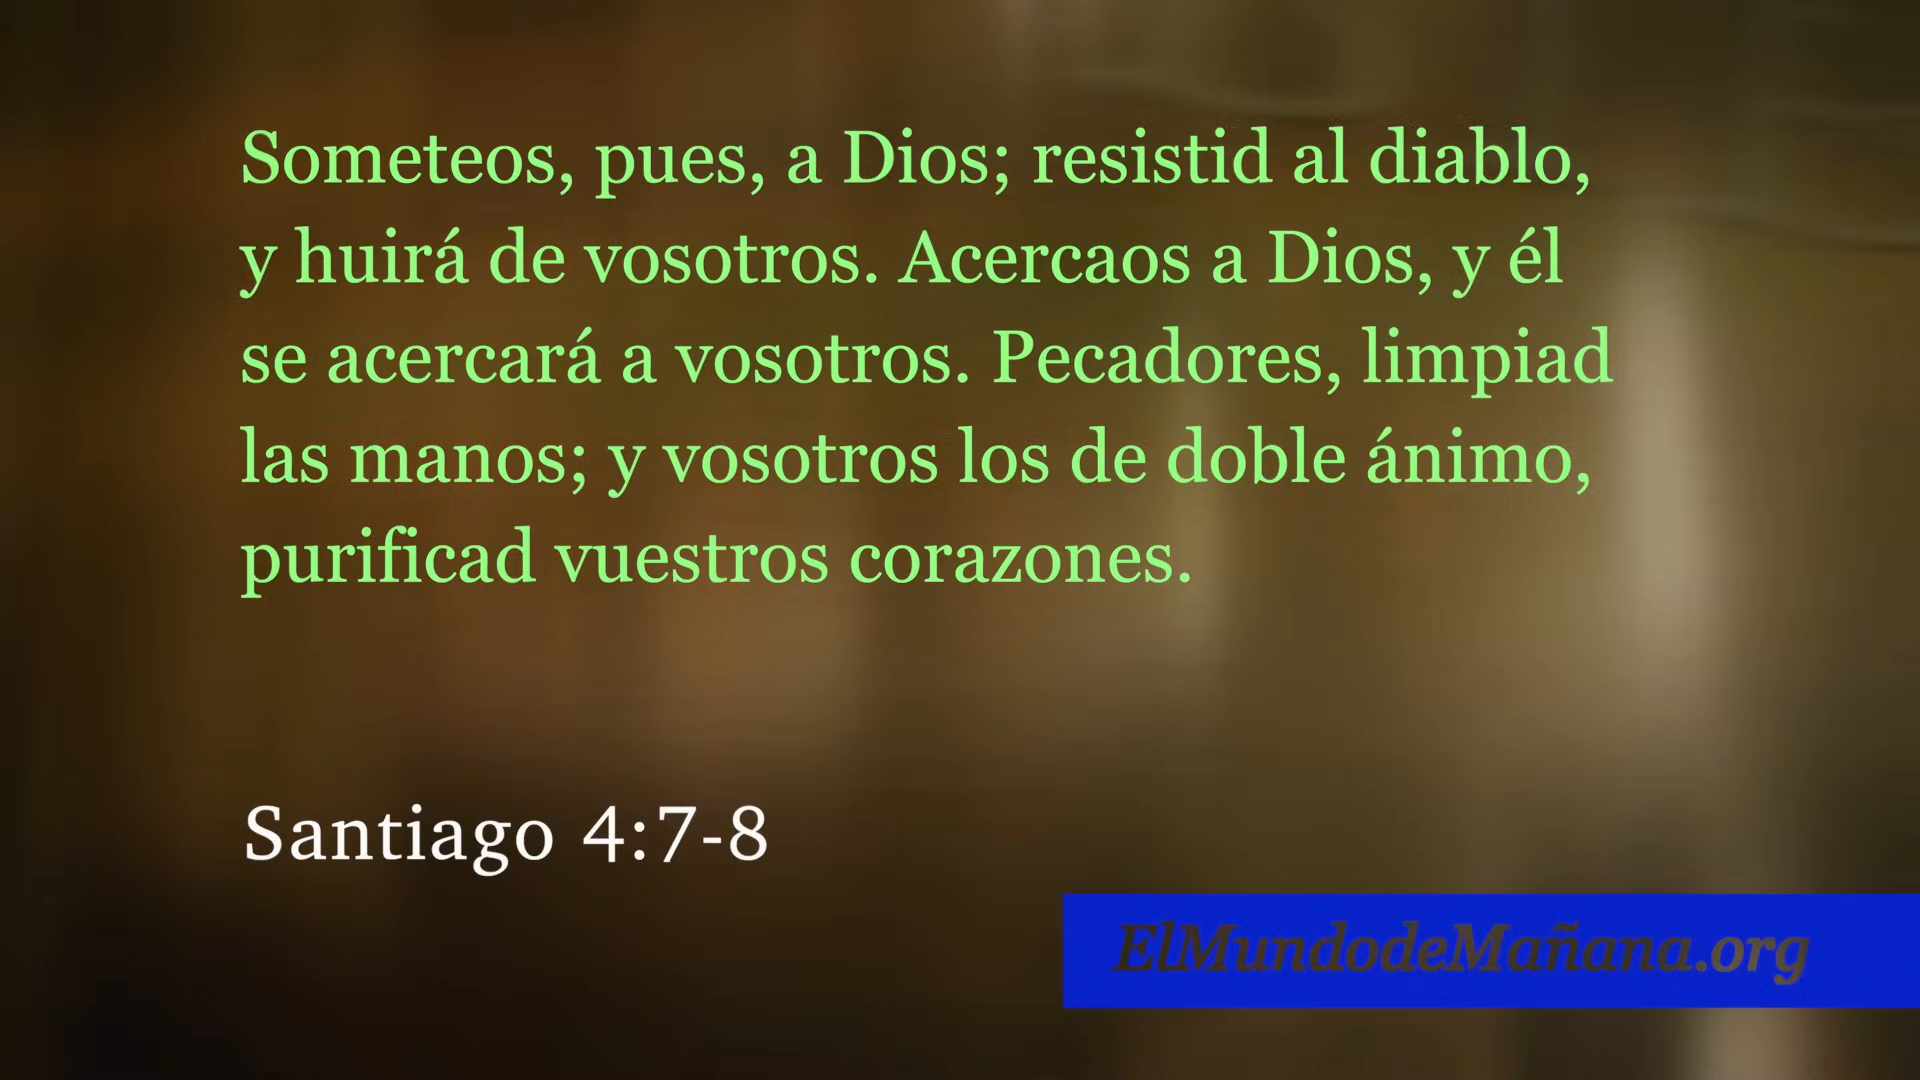 Someteos, pues, a Dios; resistid al diablo,
y huirá de vosotros. Acercaos a Dios, y él
se acercará a vosotros. Pecadores, limpiad
las manos; y vosotros los de doble ánimo,
purificad vuestros corazones.
Santiago 4:7-8
ElMundodeMañana.org